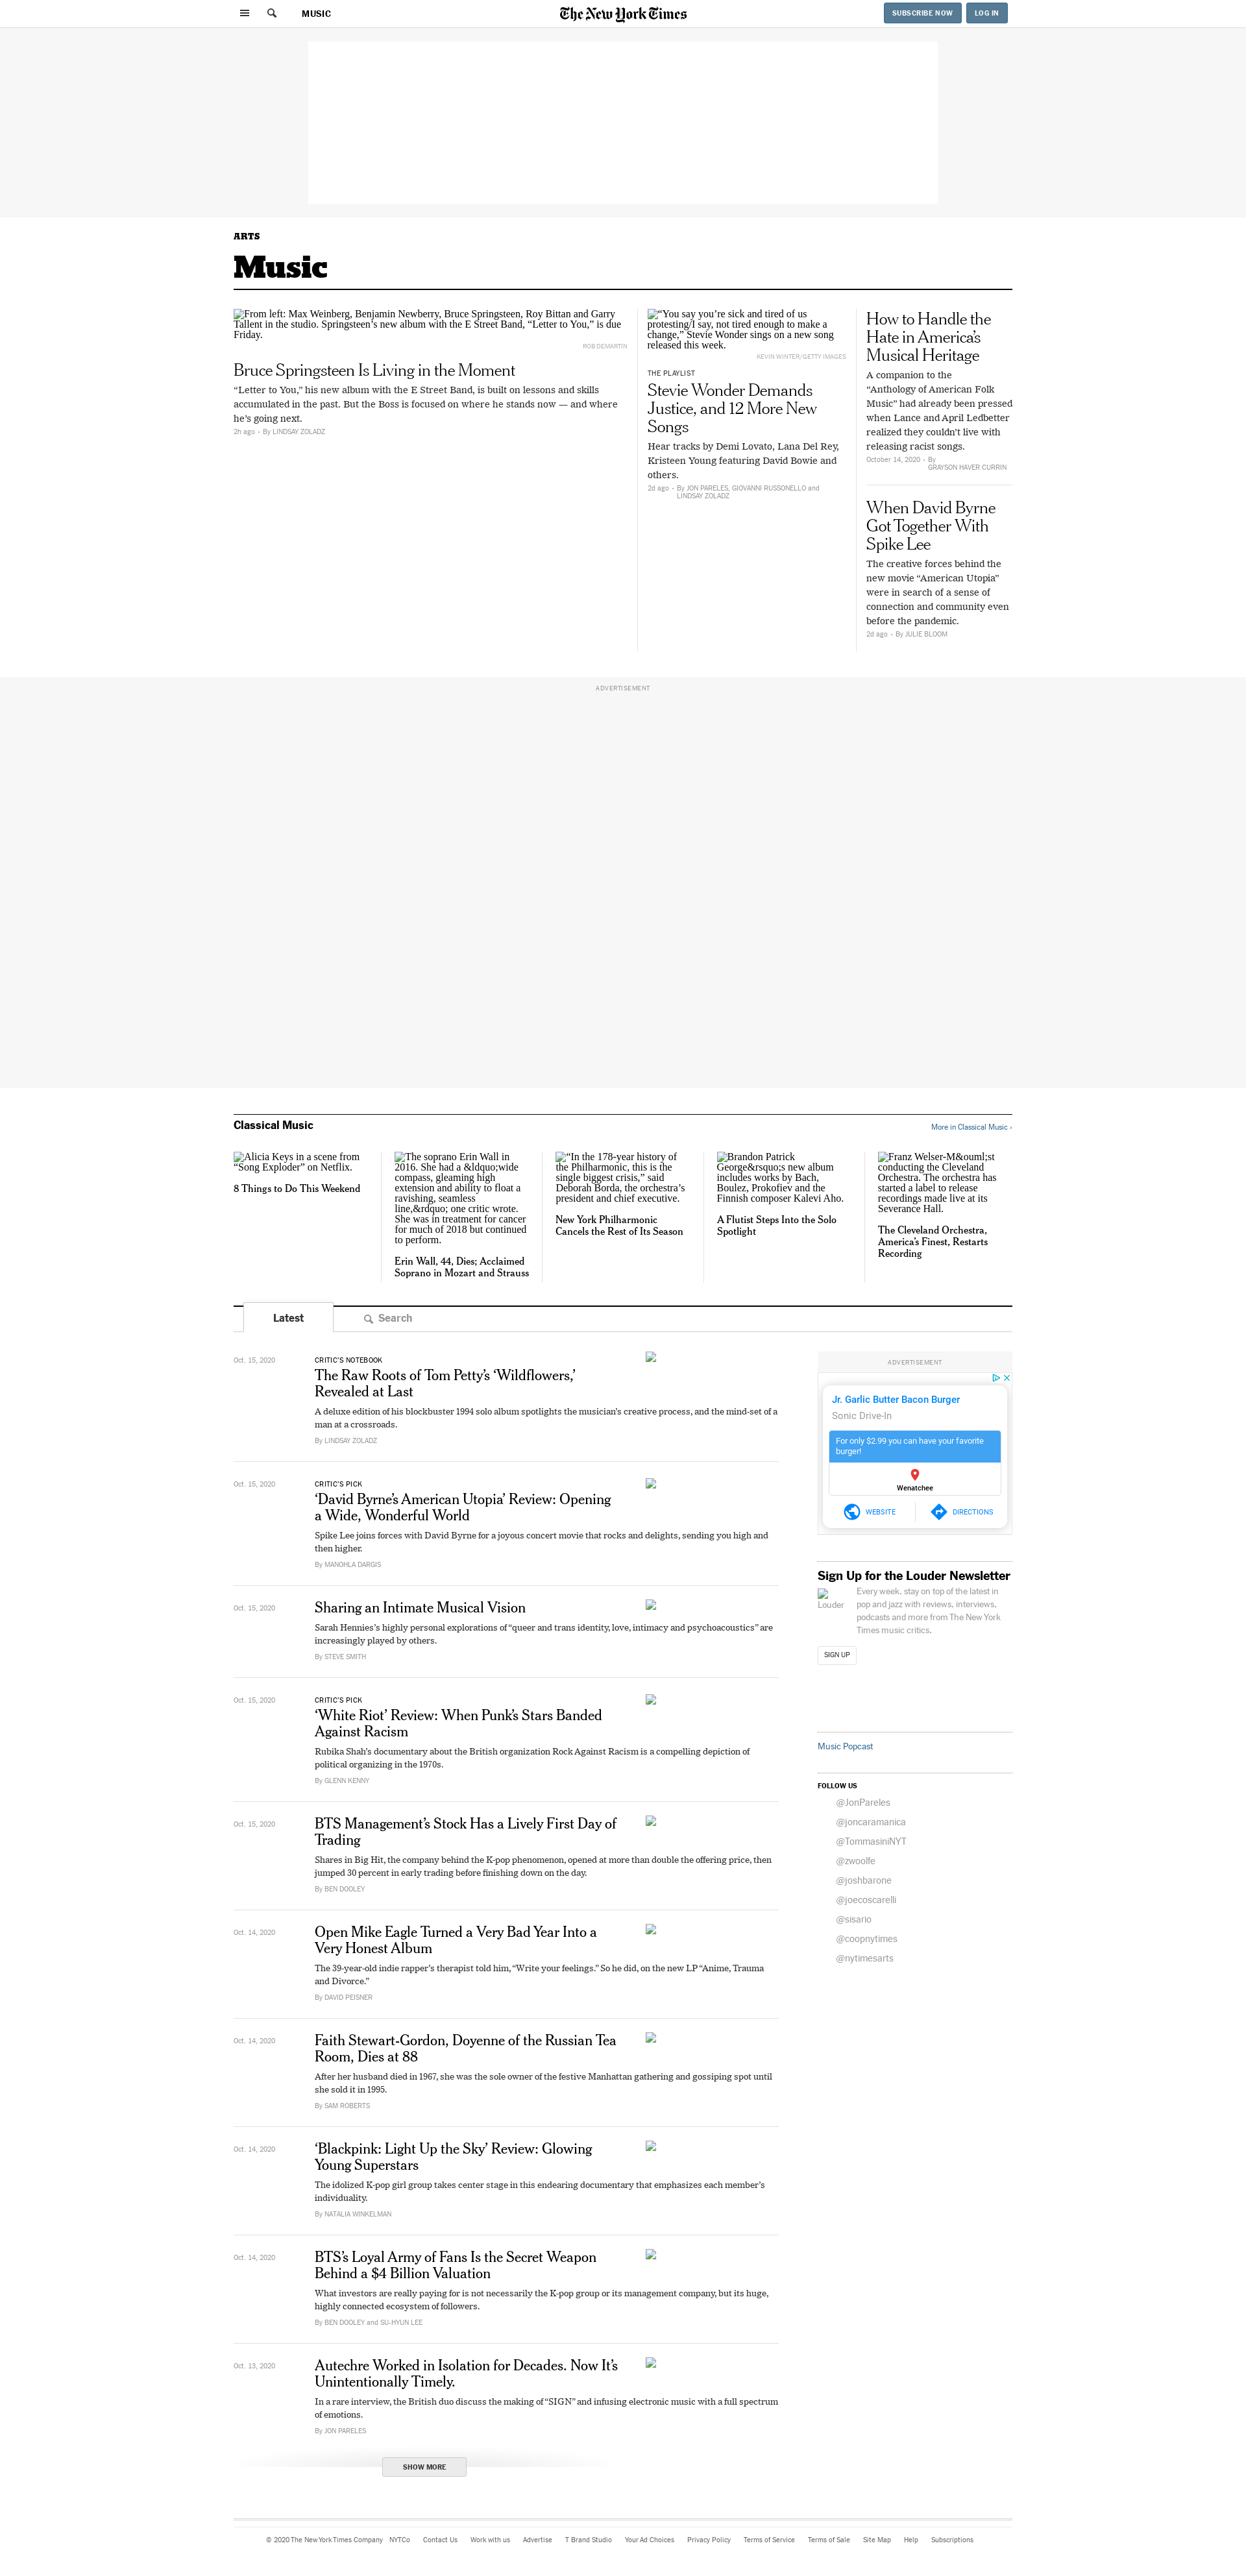 MUSIC
The New York Times
SUBSCRIBE NOW
LOG IN
ARTS
Music
From left: Max Weinberg, Benjamin Newberry, Bruce Springsteen, Roy Bittan and Garry
Tallent in the studio. Springsteen’s new album with the E Street Band, “Letter to You,” is due
Friday.
ROB DEMARTIN
Bruce Springsteen Is Living in the Moment
“Letter to You,” his new album with the E Street Band, is built on lessons and skills
accumulated in the past. But the Boss is focused on where he stands now — and where
he’s going next.
2h ago • By LINDSAY ZOLADZ
“You say you’re sick and tired of us
protesting/I say, not tired enough to make a
change,” Stevie Wonder sings on a new song
released this week.
KEVIN WINTER/GETTY IMAGES
THE PLAYLIST
Stevie Wonder Demands
Justice, and 12 More New
Songs
Hear tracks by Demi Lovato, Lana Del Rey,
Kristeen Young featuring David Bowie and
others.
2d ago • By JON PARELES, GIOVANNI RUSSONELLO and
LINDSAY ZOLADZ
How to Handle the
Hate in America’s
Musical Heritage
A companion to the
“Anthology of American Folk
Music” had already been pressed
when Lance and April Ledbetter
realized they couldn’t live with
releasing racist songs.
October 14, 2020 • By
GRAYSON HAVER CURRIN
When David Byrne
Got Together With
Spike Lee
The creative forces behind the
new movie “American Utopia”
were in search of a sense of
connection and community even
before the pandemic.
2d ago • By JULIE BLOOM
ADVERTISEMENT
Classical Music
More in Classical Music ›
Alicia Keys in a scene from
“Song Exploder” on Netflix.
8 Things to Do This Weekend
The soprano Erin Wall in
2016. She had a &ldquo;wide
compass, gleaming high
extension and ability to float a
ravishing, seamless
line,&rdquo; one critic wrote.
She was in treatment for cancer
for much of 2018 but continued
to perform.
Erin Wall, 44, Dies; Acclaimed
Soprano in Mozart and Strauss
“In the 178-year history of
the Philharmonic, this is the
single biggest crisis,” said
Deborah Borda, the orchestra’s
president and chief executive.
New York Philharmonic
Cancels the Rest of Its Season
Brandon Patrick
George&rsquo;s new album
includes works by Bach,
Boulez, Prokofiev and the
Finnish composer Kalevi Aho.
A Flutist Steps Into the Solo
Spotlight
Franz Welser-M&ouml;st
conducting the Cleveland
Orchestra. The orchestra has
started a label to release
recordings made live at its
Severance Hall.
The Cleveland Orchestra,
America’s Finest, Restarts
Recording
Latest
Search
Oct. 15, 2020
CRITIC’S NOTEBOOK
The Raw Roots of Tom Petty’s ‘Wildflowers,’
Revealed at Last
A deluxe edition of his blockbuster 1994 solo album spotlights the musician’s creative process, and the mind-set of a
man at a crossroads.
By LINDSAY ZOLADZ
Oct. 15, 2020
CRITIC’S PICK
‘David Byrne’s American Utopia’ Review: Opening
a Wide, Wonderful World
Spike Lee joins forces with David Byrne for a joyous concert movie that rocks and delights, sending you high and
then higher.
By MANOHLA DARGIS
Oct. 15, 2020
Sharing an Intimate Musical Vision
Sarah Hennies’s highly personal explorations of “queer and trans identity, love, intimacy and psychoacoustics” are
increasingly played by others.
By STEVE SMITH
Oct. 15, 2020
CRITIC’S PICK
‘White Riot’ Review: When Punk’s Stars Banded
Against Racism
Rubika Shah’s documentary about the British organization Rock Against Racism is a compelling depiction of
political organizing in the 1970s.
By GLENN KENNY
Oct. 15, 2020
BTS Management’s Stock Has a Lively First Day of
Trading
Shares in Big Hit, the company behind the K-pop phenomenon, opened at more than double the offering price, then
jumped 30 percent in early trading before finishing down on the day.
By BEN DOOLEY
Oct. 14, 2020
Open Mike Eagle Turned a Very Bad Year Into a
Very Honest Album
The 39-year-old indie rapper’s therapist told him, “Write your feelings.” So he did, on the new LP “Anime, Trauma
and Divorce.”
By DAVID PEISNER
Oct. 14, 2020
Faith Stewart-Gordon, Doyenne of the Russian Tea
Room, Dies at 88
After her husband died in 1967, she was the sole owner of the festive Manhattan gathering and gossiping spot until
she sold it in 1995.
By SAM ROBERTS
Oct. 14, 2020
‘Blackpink: Light Up the Sky’ Review: Glowing
Young Superstars
The idolized K-pop girl group takes center stage in this endearing documentary that emphasizes each member’s
individuality.
By NATALIA WINKELMAN
Oct. 14, 2020
BTS’s Loyal Army of Fans Is the Secret Weapon
Behind a $4 Billion Valuation
What investors are really paying for is not necessarily the K-pop group or its management company, but its huge,
highly connected ecosystem of followers.
By BEN DOOLEY and SU-HYUN LEE
Oct. 13, 2020
Autechre Worked in Isolation for Decades. Now It’s
Unintentionally Timely.
In a rare interview, the British duo discuss the making of “SIGN” and infusing electronic music with a full spectrum
of emotions.
By JON PARELES
SHOW MORE
ADVERTISEMENT
Jr. Garlic Butter Bacon Burger
Sonic Drive-In
For only $2.99 you can have your favorite
burger!
Wenatchee
WEBSITE
DIRECTIONS
Sign Up for the Louder Newsletter
Louder
Every week, stay on top of the latest in
pop and jazz with reviews, interviews,
podcasts and more from The New York
Times music critics.
SIGN UP
Music Popcast
FOLLOW US
@JonPareles
@joncaramanica
@TommasiniNYT
@zwoolfe
@joshbarone
@joecoscarelli
@sisario
@coopnytimes
@nytimesarts
© 2020 The New York Times Company NYTCo Contact Us Work with us Advertise T Brand Studio Your Ad Choices Privacy Policy Terms of Service Terms of Sale Site Map Help Subscriptions